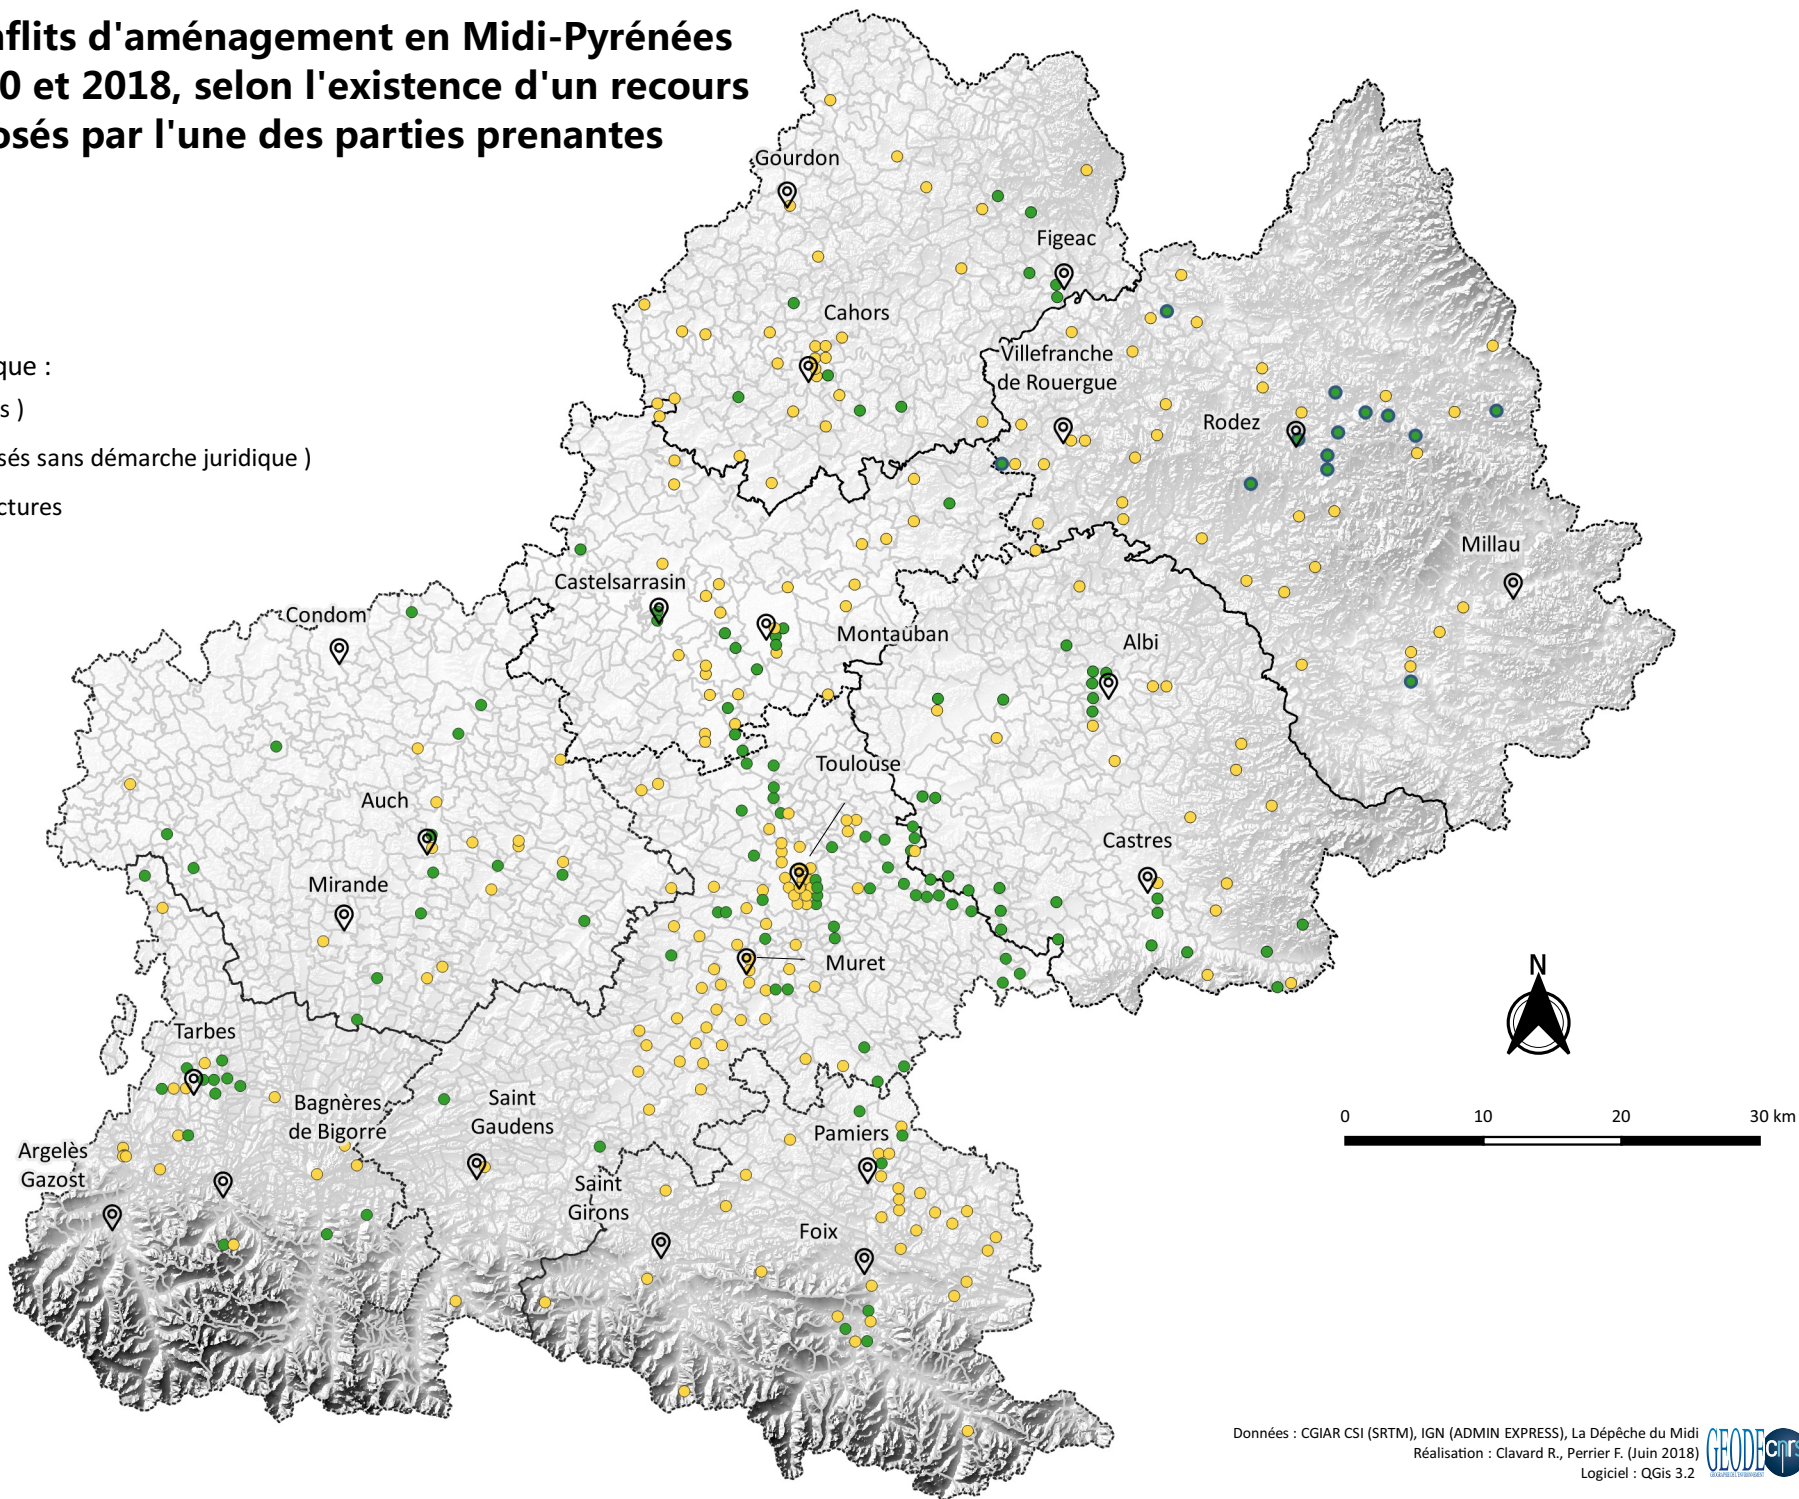 nflits d'aménagement en Midi-Pyrénées
0 et 2018, selon l'existence d'un recours
osés par l'une des parties prenantes
que :
s )
sés sans démarche juridique )
ctures
Gourdon
Figeac
Cahors
Villefranche
de Rouergue
Rodez
Millau
Castelsarrasin
Condom
Montauban
Albi
Toulouse
Auch
Castres
Mirande
Muret
N
Tarbes
0 10 20 30 km
Bagnères
de Bigorre
Saint
Gaudens
Pamiers
Argelès
Gazost
Saint
Girons
Foix
Données : CGIAR CSI (SRTM), IGN (ADMIN EXPRESS), La Dépêche du Midi
Réalisation : Clavard R., Perrier F. (Juin 2018)
Logiciel : QGis 3.2
GEODE
cnrs